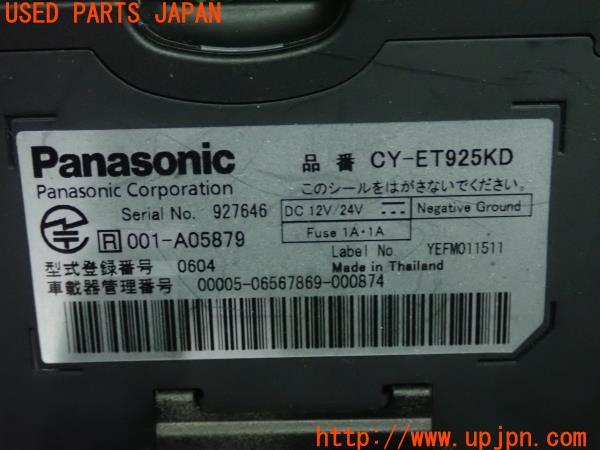 USED PARTS JAPAN
Panasonic
品番 CY-ET925KD
Panasonic Corporation
このシールをはがさないでください。
Serial No. 927646
DC 12V/24V
Negative Ground
Fuse 1A・1A
R 001-A05879
Label No. YEFM011511
型式登録番号 0604
Made in Thailand
車載器管理番号 00005-06567869-000874
(株)UPJ http://www.upjpn.com